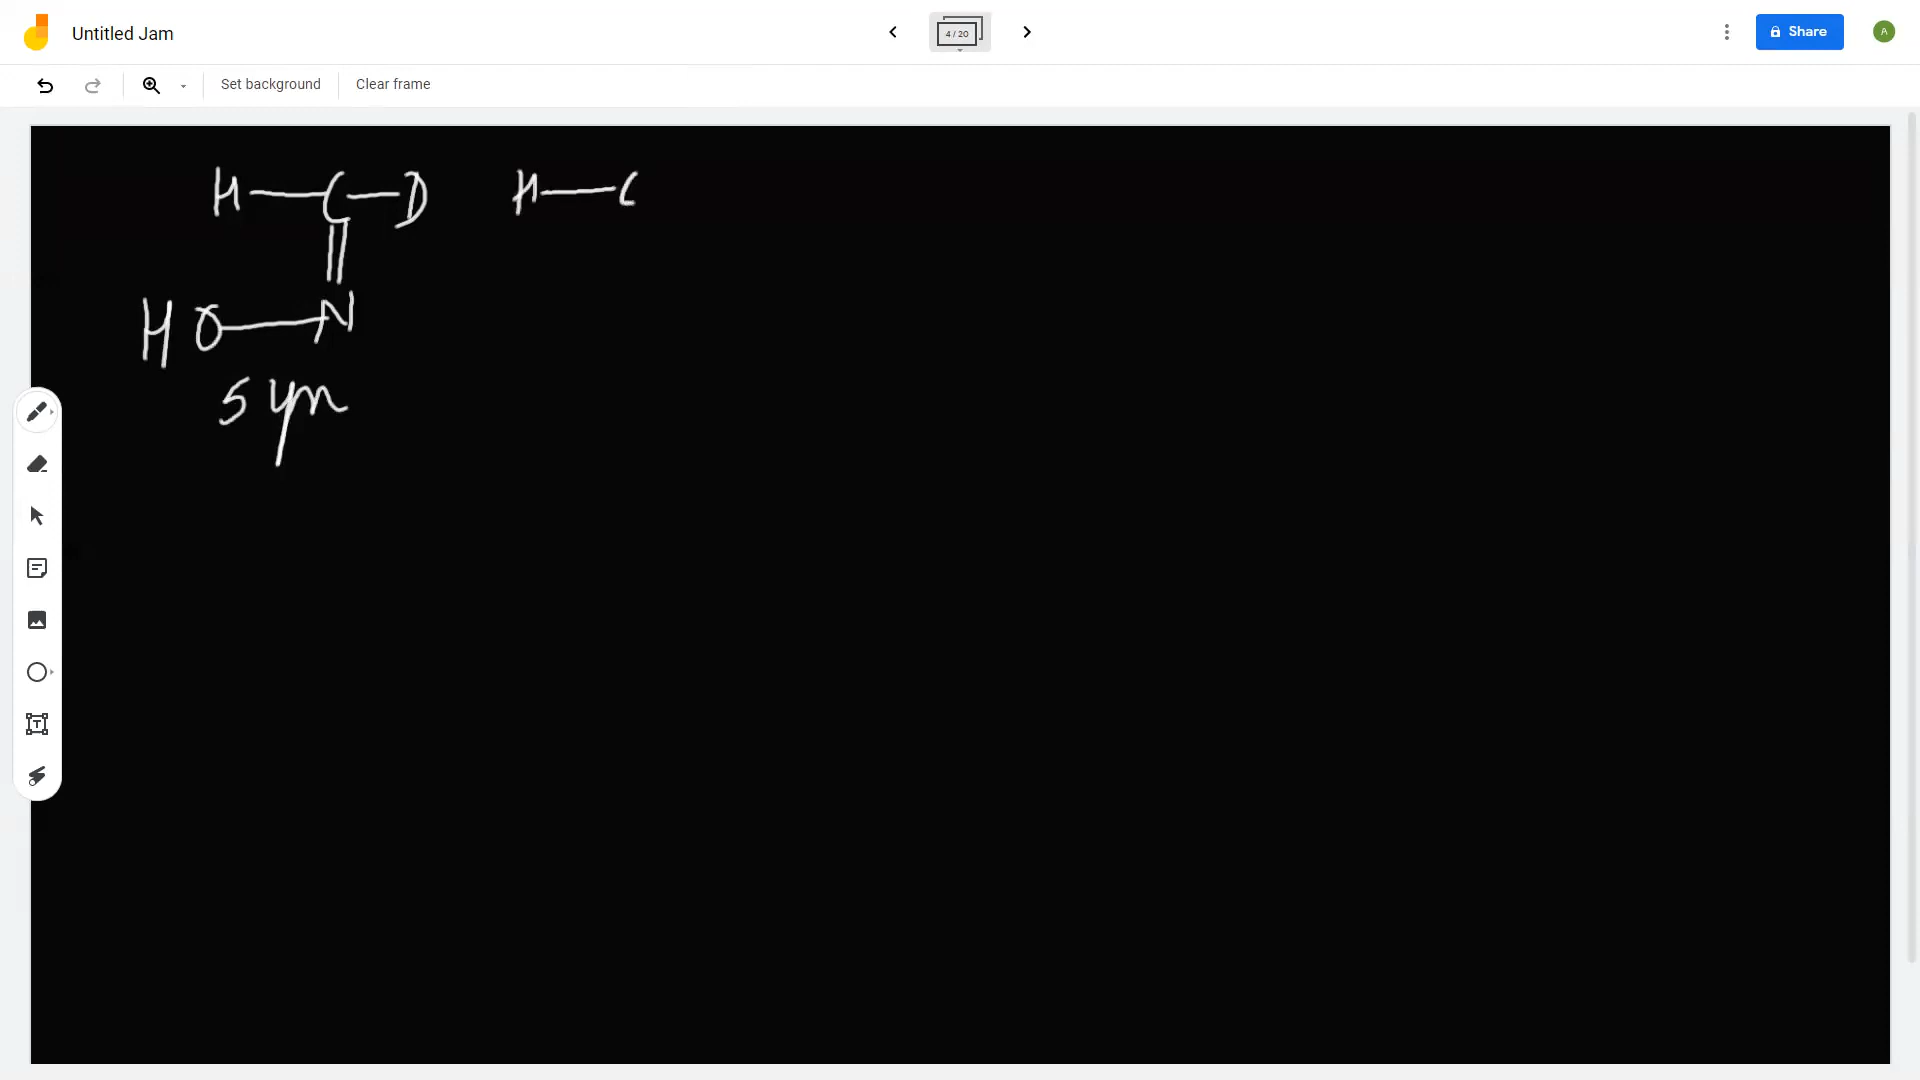 Untitled Jam
4 / 20
Share
A
Set background
Clear frame
H—C—D H—C
HO—N
Syn